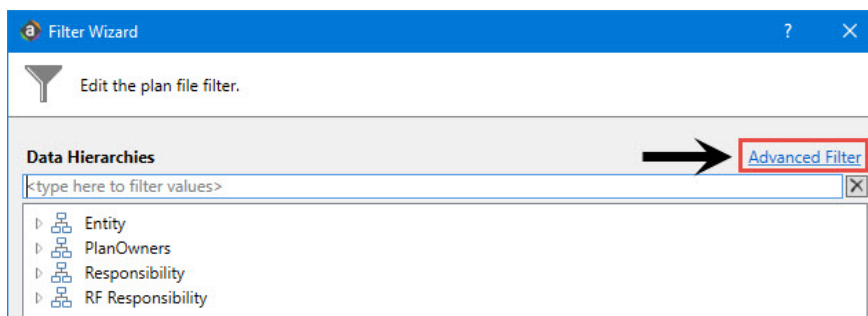 Filter Wizard ?
Edit the plan file filter.
Data Hierarchies Advanced Filter
<type here to filter values>
Entity
PlanOwners
Responsibility
RF Responsibility